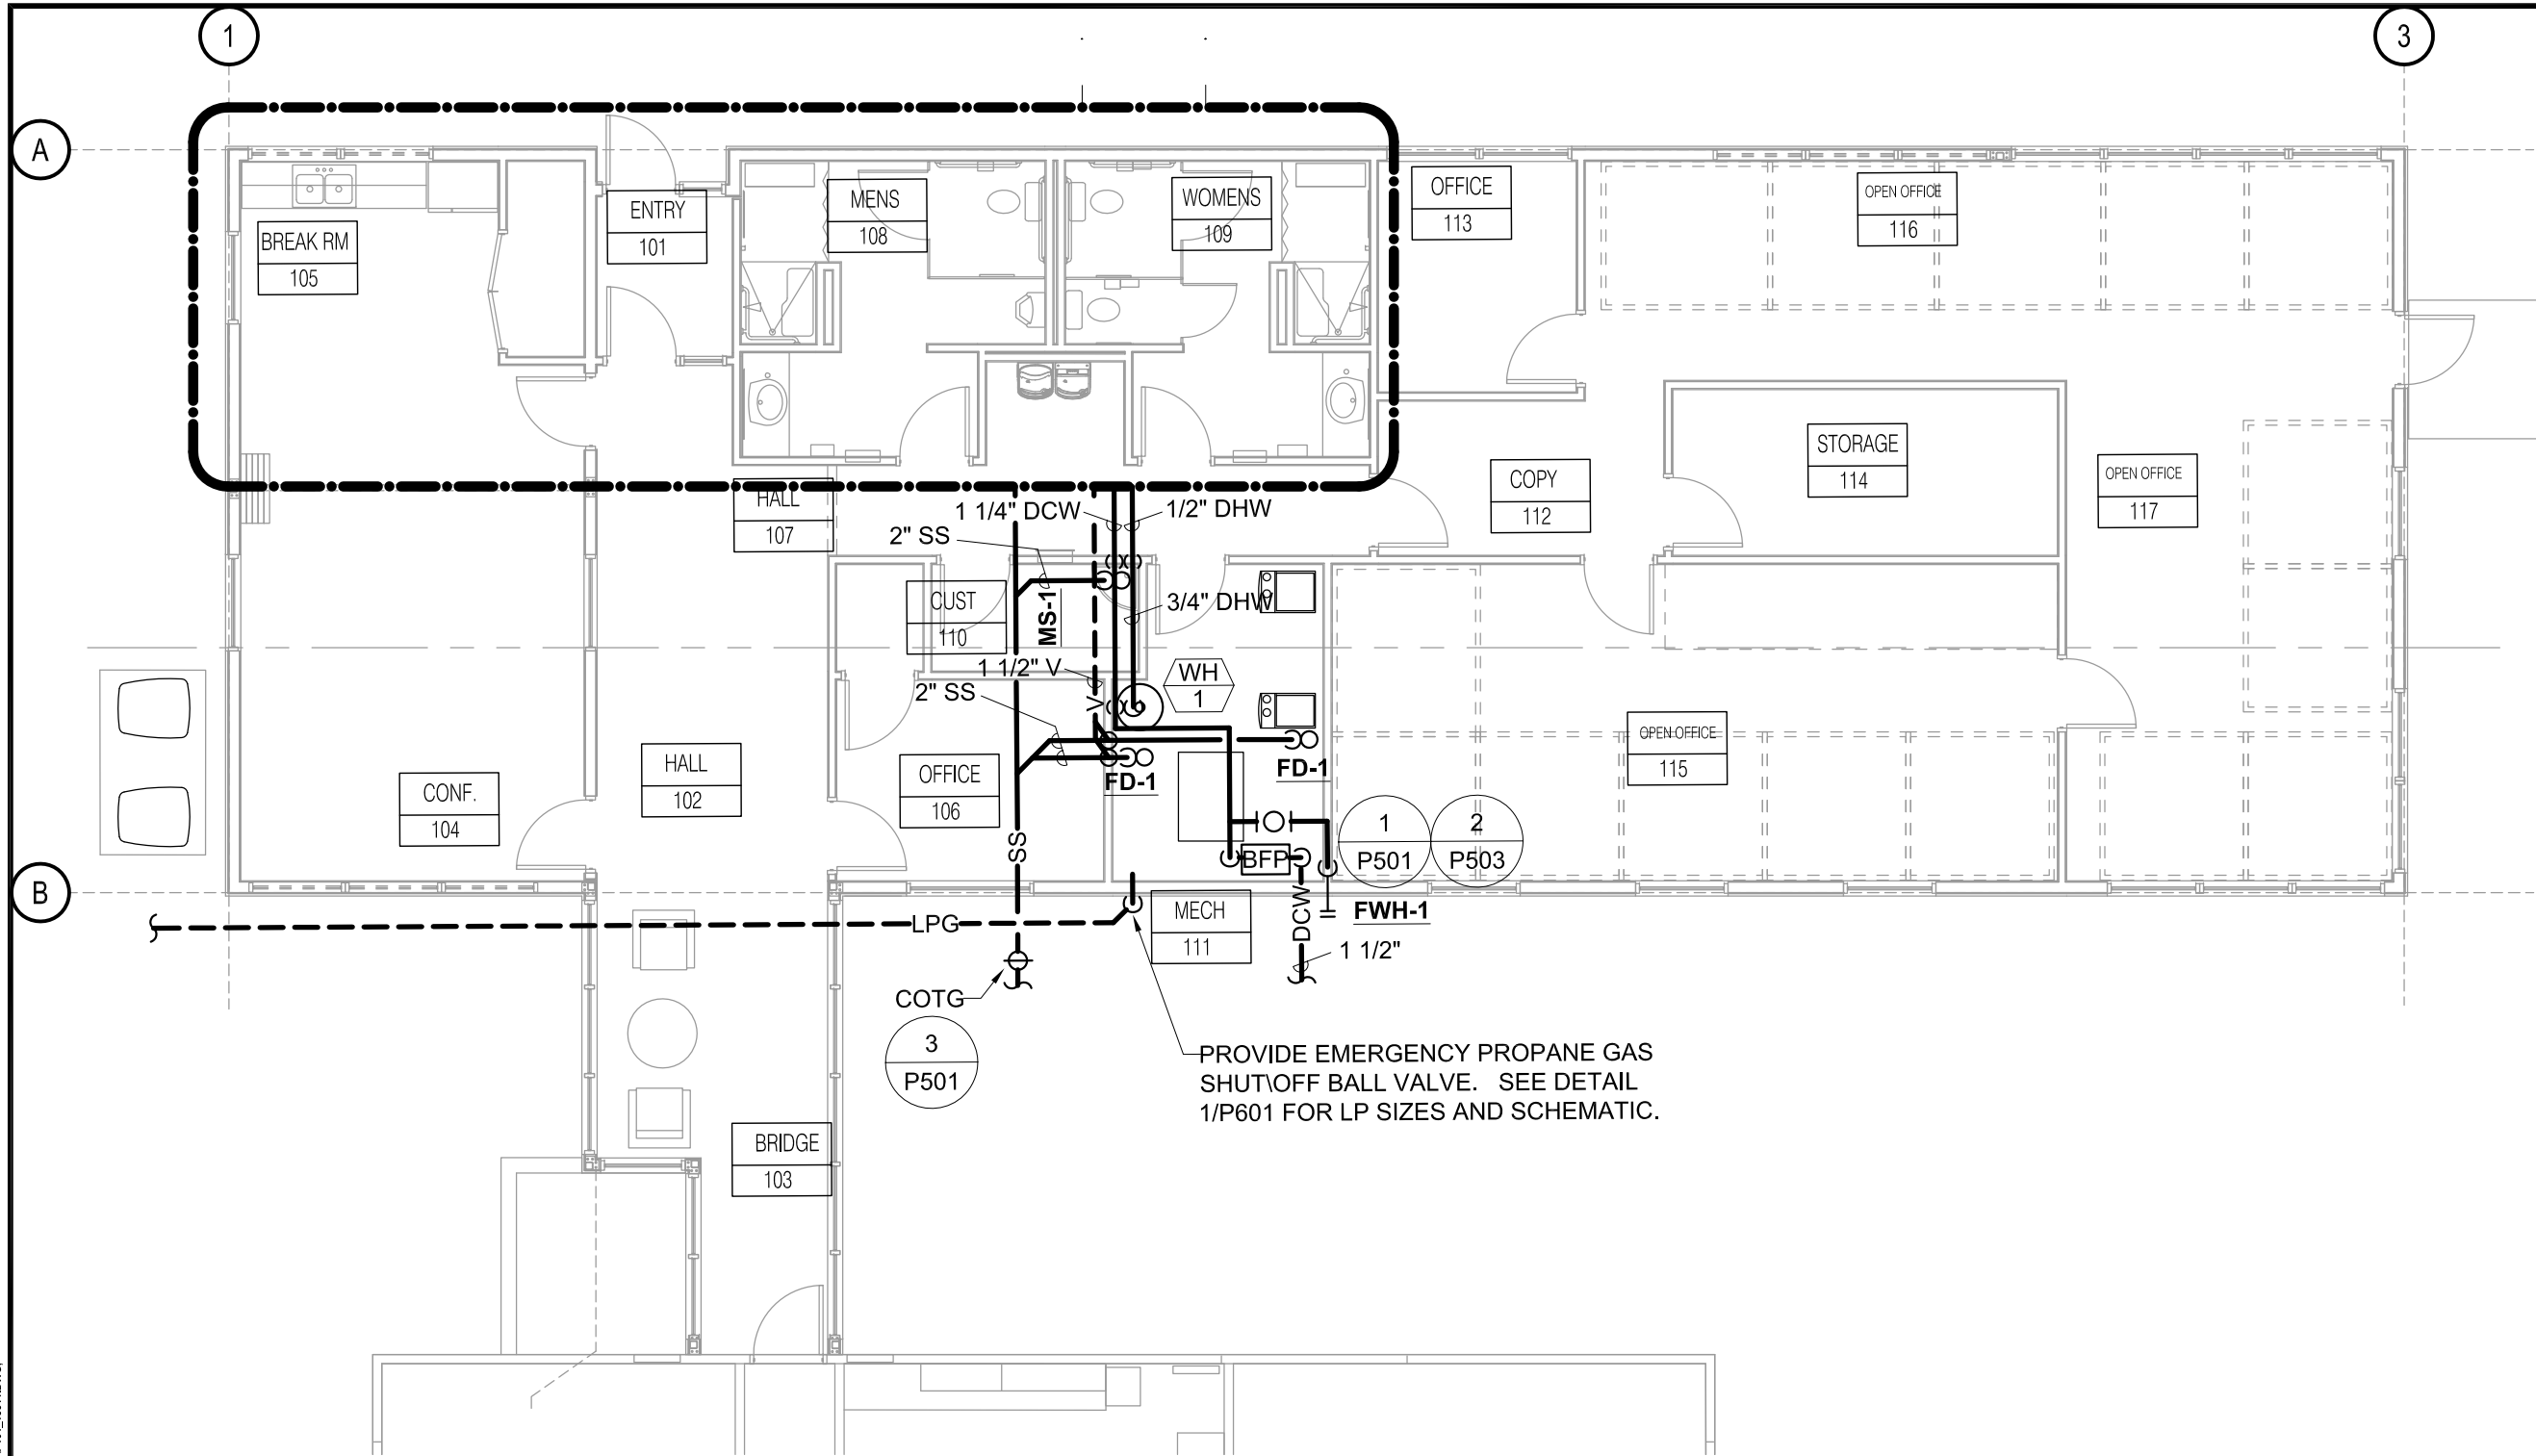 1
3
A
MENS
108
WOMENS
109
OFFICE
113
OPEN OFFICE
116
ENTRY
101
BREAK RM
105
STORAGE
114
COPY
112
OPEN OFFICE
117
HALL
107
1 1/4" DCW
1/2" DHW
2" SS
CUST
110
MS-1
3/4" DHW
1 1/2" V
2" SS
V
WH
1
HALL
102
OFFICE
106
FD-1
FD-1
OPEN OFFICE
115
CONF.
104
SS
1
P501
2
P503
BFP
B
LPG
MECH
111
DCW
FWH-1
1 1/2"
COTG
3
P501
PROVIDE EMERGENCY PROPANE GAS
SHUT\OFF BALL VALVE. SEE DETAIL
1/P601 FOR LP SIZES AND SCHEMATIC.
BRIDGE
103